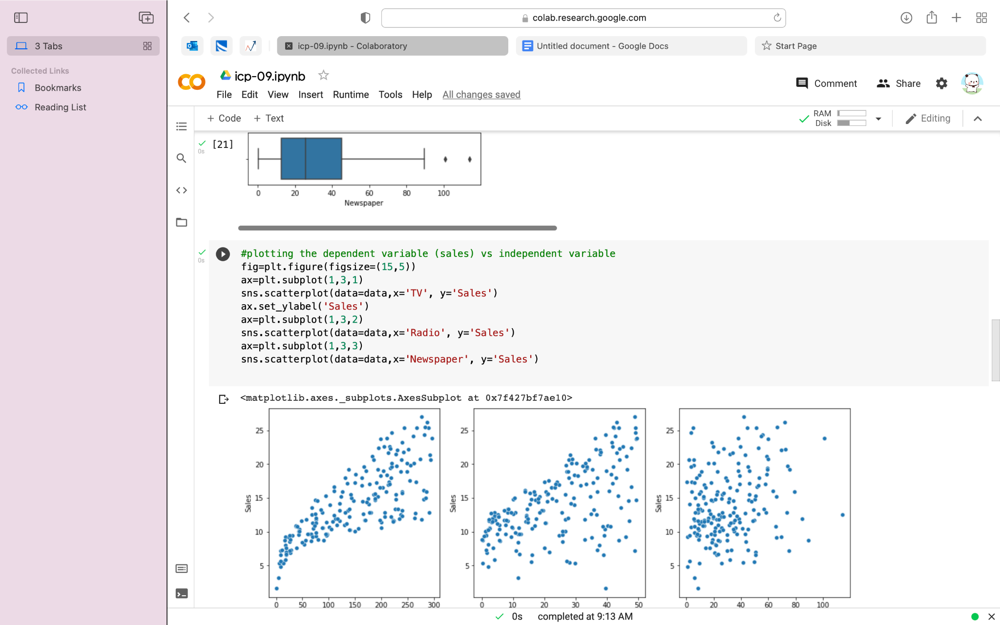 colab.research.google.com
3 Tabs
icp-09.ipynb - Colaboratory
Untitled document - Google Docs
Start Page
Collected Links
Bookmarks
Reading List
icp-09.ipynb
Comment
Share
File Edit View Insert Runtime Tools Help All changes saved
+ Code + Text
RAM
Disk
Editing
0s
[21]
0 20 40 60 80 100
Newspaper
0s
#plotting the dependent variable (sales) vs independent variable
fig=plt.figure(figsize=(15,5))
ax=plt.subplot(1,3,1)
sns.scatterplot(data=data,x='TV', y='Sales')
ax.set_ylabel('Sales')
ax=plt.subplot(1,3,2)
sns.scatterplot(data=data,x='Radio', y='Sales')
ax=plt.subplot(1,3,3)
sns.scatterplot(data=data,x='Newspaper', y='Sales')
<matplotlib.axes._subplots.AxesSubplot at 0x7f427bf7ae10>
25
20
15
10
5
Sales
0 50 100 150 200 250 300
25
20
15
10
5
Sales
0 10 20 30 40 50
25
20
15
10
5
Sales
0 20 40 60 80 100
0s completed at 9:13 AM